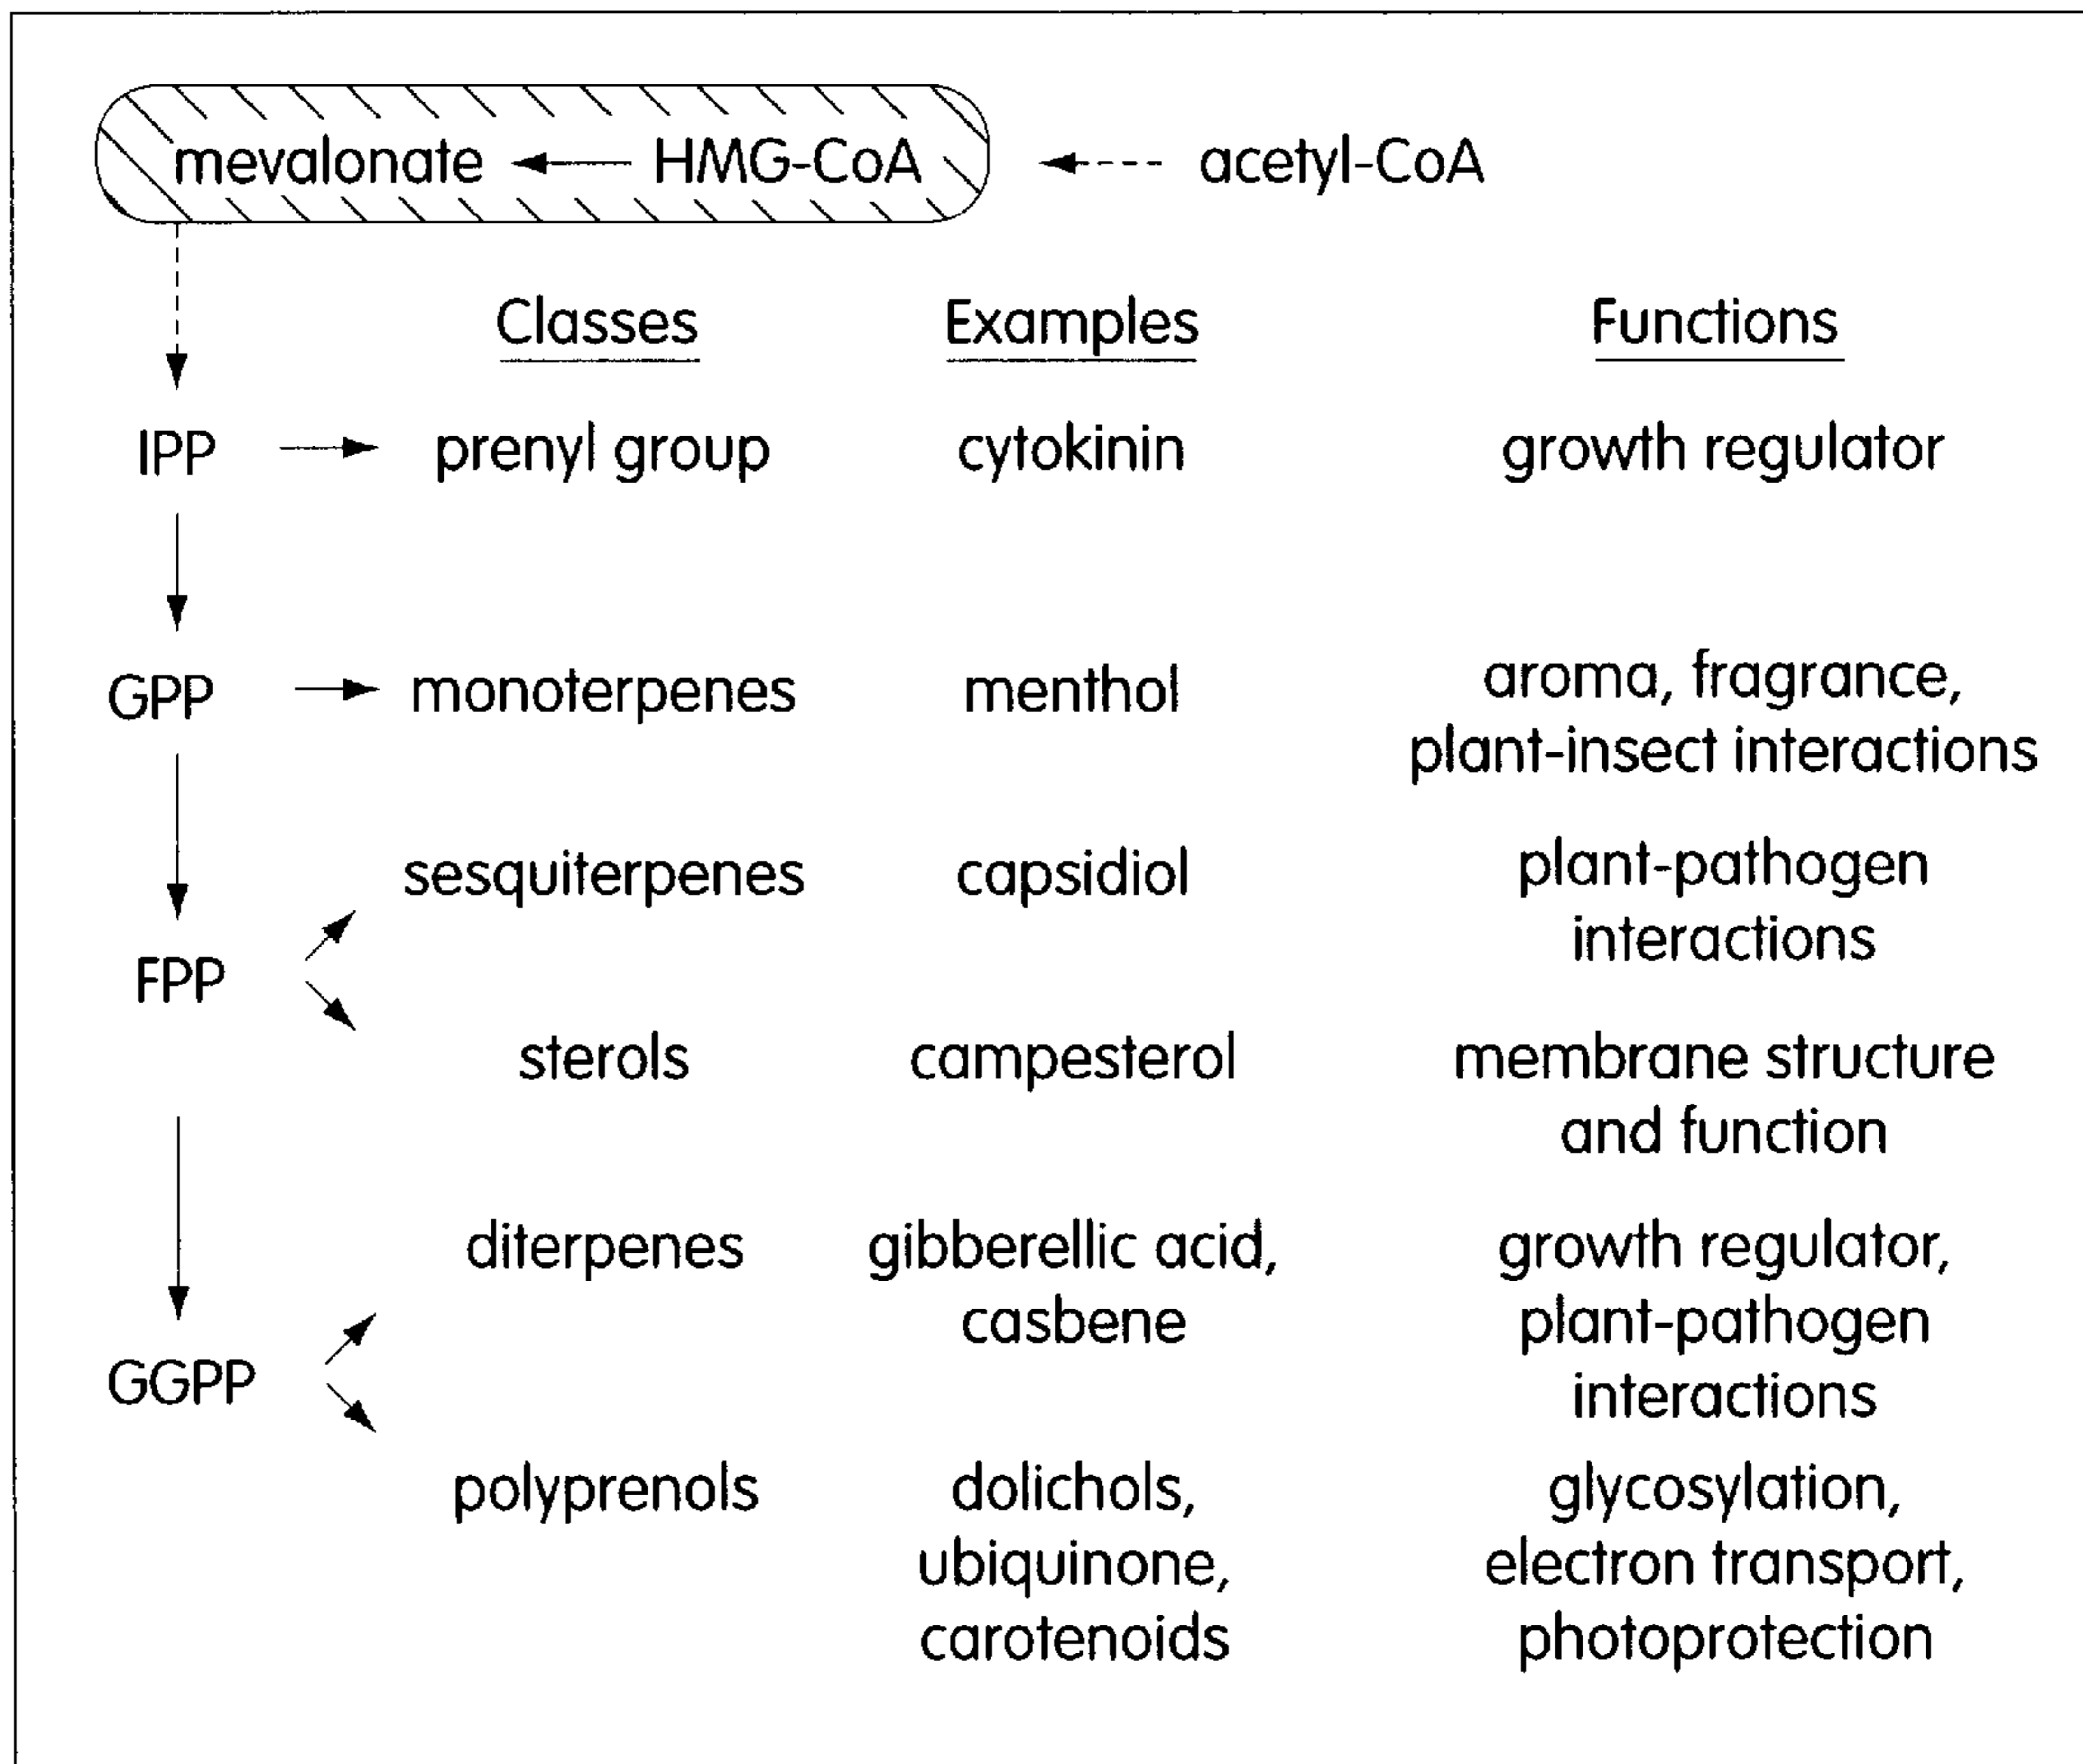 mevalonate HMG-CoA acetyl-CoA
Classes Examples Functions
IPP prenyl group cytokinin growth regulator
GPP monoterpenes menthol aroma, fragrance,
plant-insect interactions
sesquiterpenes capsidiol plant-pathogen
interactions
FPP
sterols campesterol membrane structure
and function
diterpenes gibberellic acid, growth regulator,
casbene plant-pathogen
GGPP interactions
polyprenols dolichols, glycosylation,
ubiquinone, electron transport,
carotenoids photoprotection